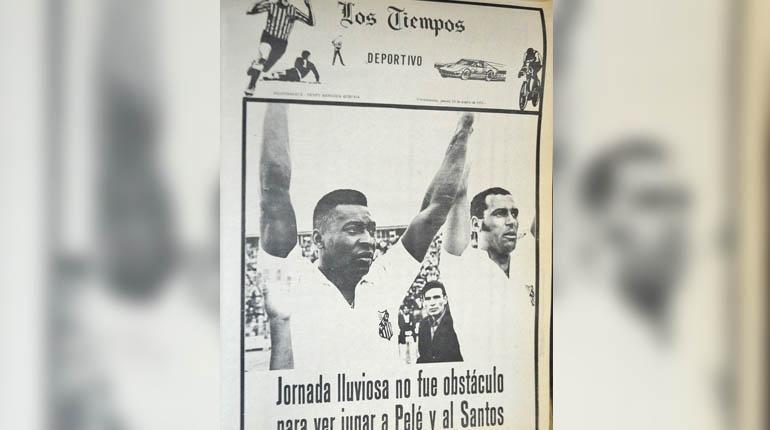 Los Tiempos
DEPORTIVO
Jornada lluviosa no fue obstáculo
para ver jugar a Pelé y al Santos